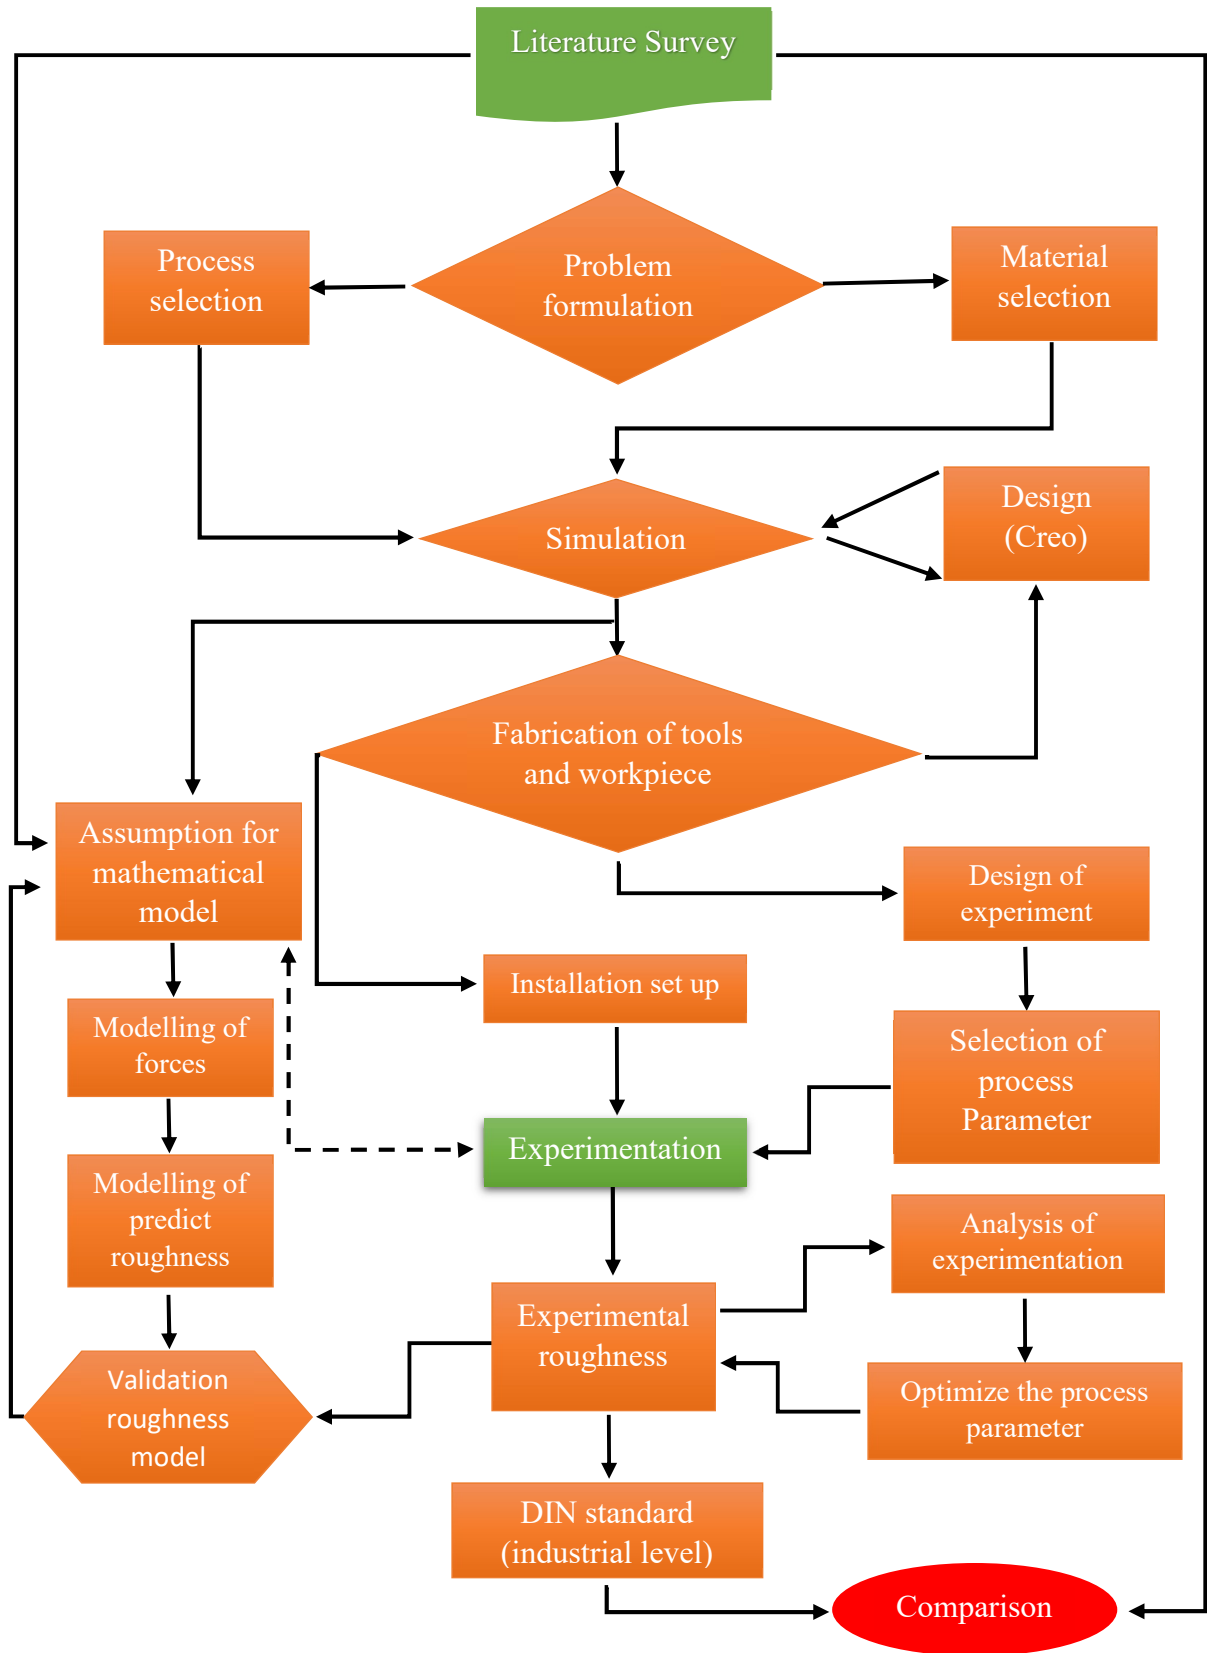 Literature Survey
Process
selection
Problem
formulation
Material
selection
Simulation
Design
(Creo)
Fabrication of tools
and workpiece
Assumption for
mathematical
model
Design of
experiment
Installation set up
Modelling of
forces
Selection of
process
Parameter
Experimentation
Modelling of
predict
roughness
Analysis of
experimentation
Experimental
roughness
Validation
roughness
model
Optimize the process
parameter
DIN standard
(industrial level)
Comparison